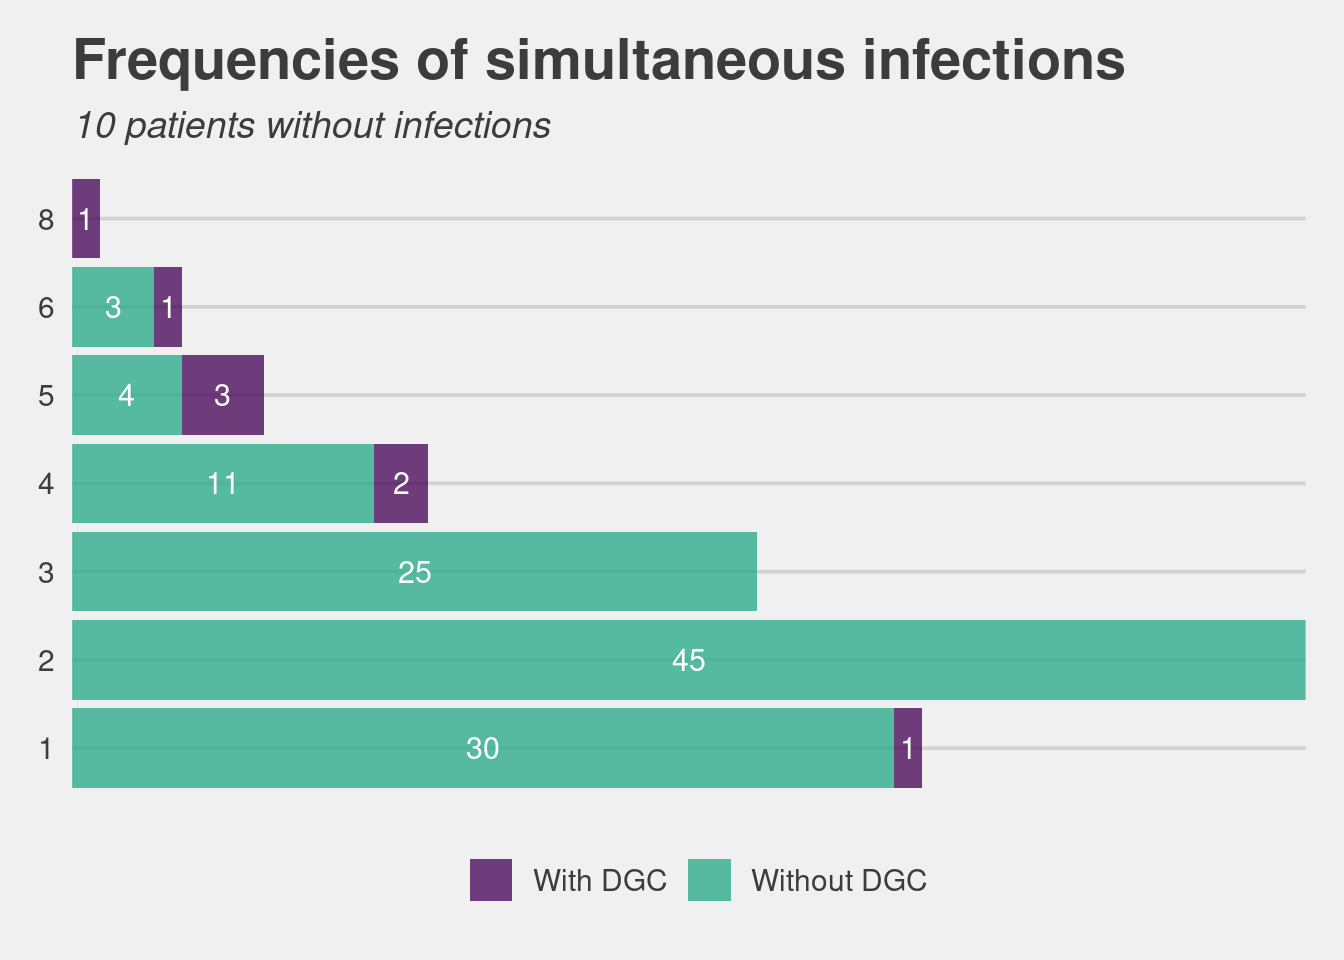 Frequencies of simultaneous infections
10 patients without infections
8 1
6 3 1
5 4 3
4 11 2
3 25
2 45
1 30 1
With DGC Without DGC